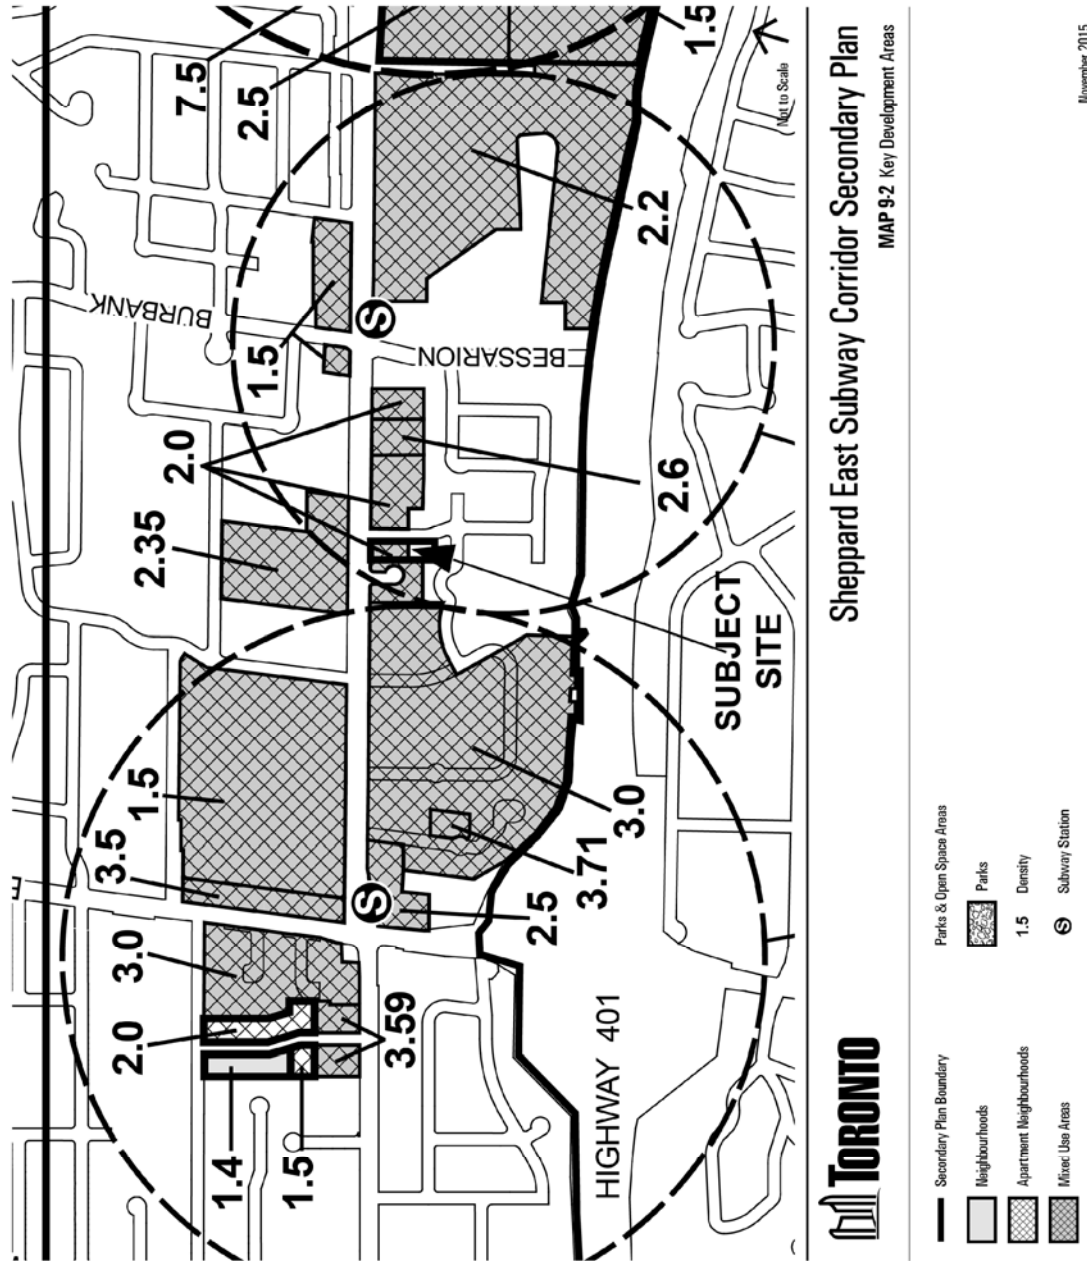 7.5
2.5
2.5
1.5
BURBANK
1.5
BESSARION
2.2
Not to Scale
2.0
2.35
2.6
SUBJECT
SITE
1.5
3.5
3.0
2.0
3.59
1.4
1.5
2.5
3.71
3.0
HIGHWAY 401
S
S
TORONTO
Sheppard East Subway Corridor Secondary Plan
MAP 9-2 Key Development Areas
Secondary Plan Boundary
Neighbourhoods
Apartment Neighbourhoods
Mixed Use Areas
Parks & Open Space Areas
Parks
1.5 Density
S Subway Station
November 2015